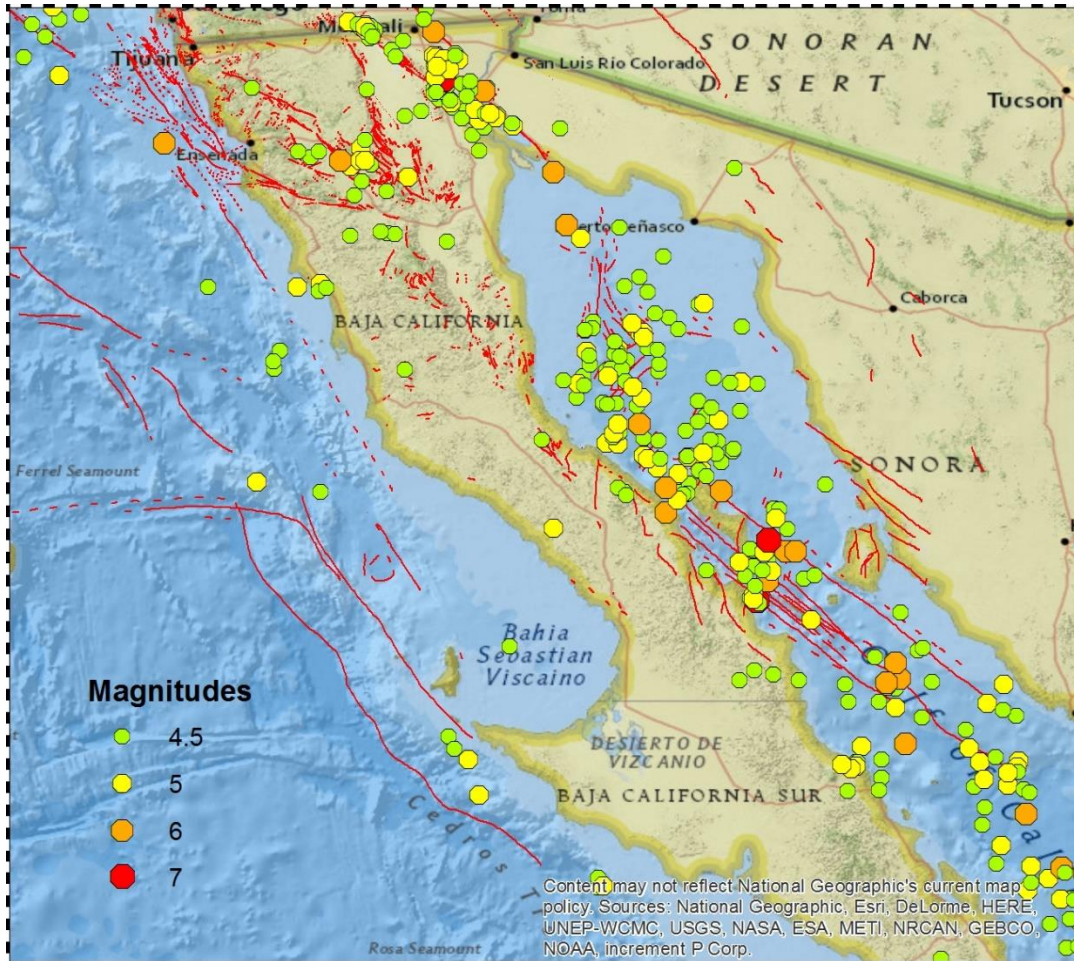 Tijuana
San Luis Río Colorado
SONORAN
DESERT
Tucson
Ensenada
Caborca
BAJA CALIFORNIA
Ferrel Seamount
SONORA
Bahia
Sebastian
Viscaino
Magnitudes
4.5
5
6
7
DESIERTO DE
VIZCANIO
BAJA CALIFORNIA SUR
Cedros T
Rosa Seamount
Content may not reflect National Geographic's current map
policy. Sources: National Geographic, Esri, DeLorme, HERE,
UNEP-WCMC, USGS, NASA, ESA, METI, NRCAN, GEBCO,
NOAA, increment P Corp.